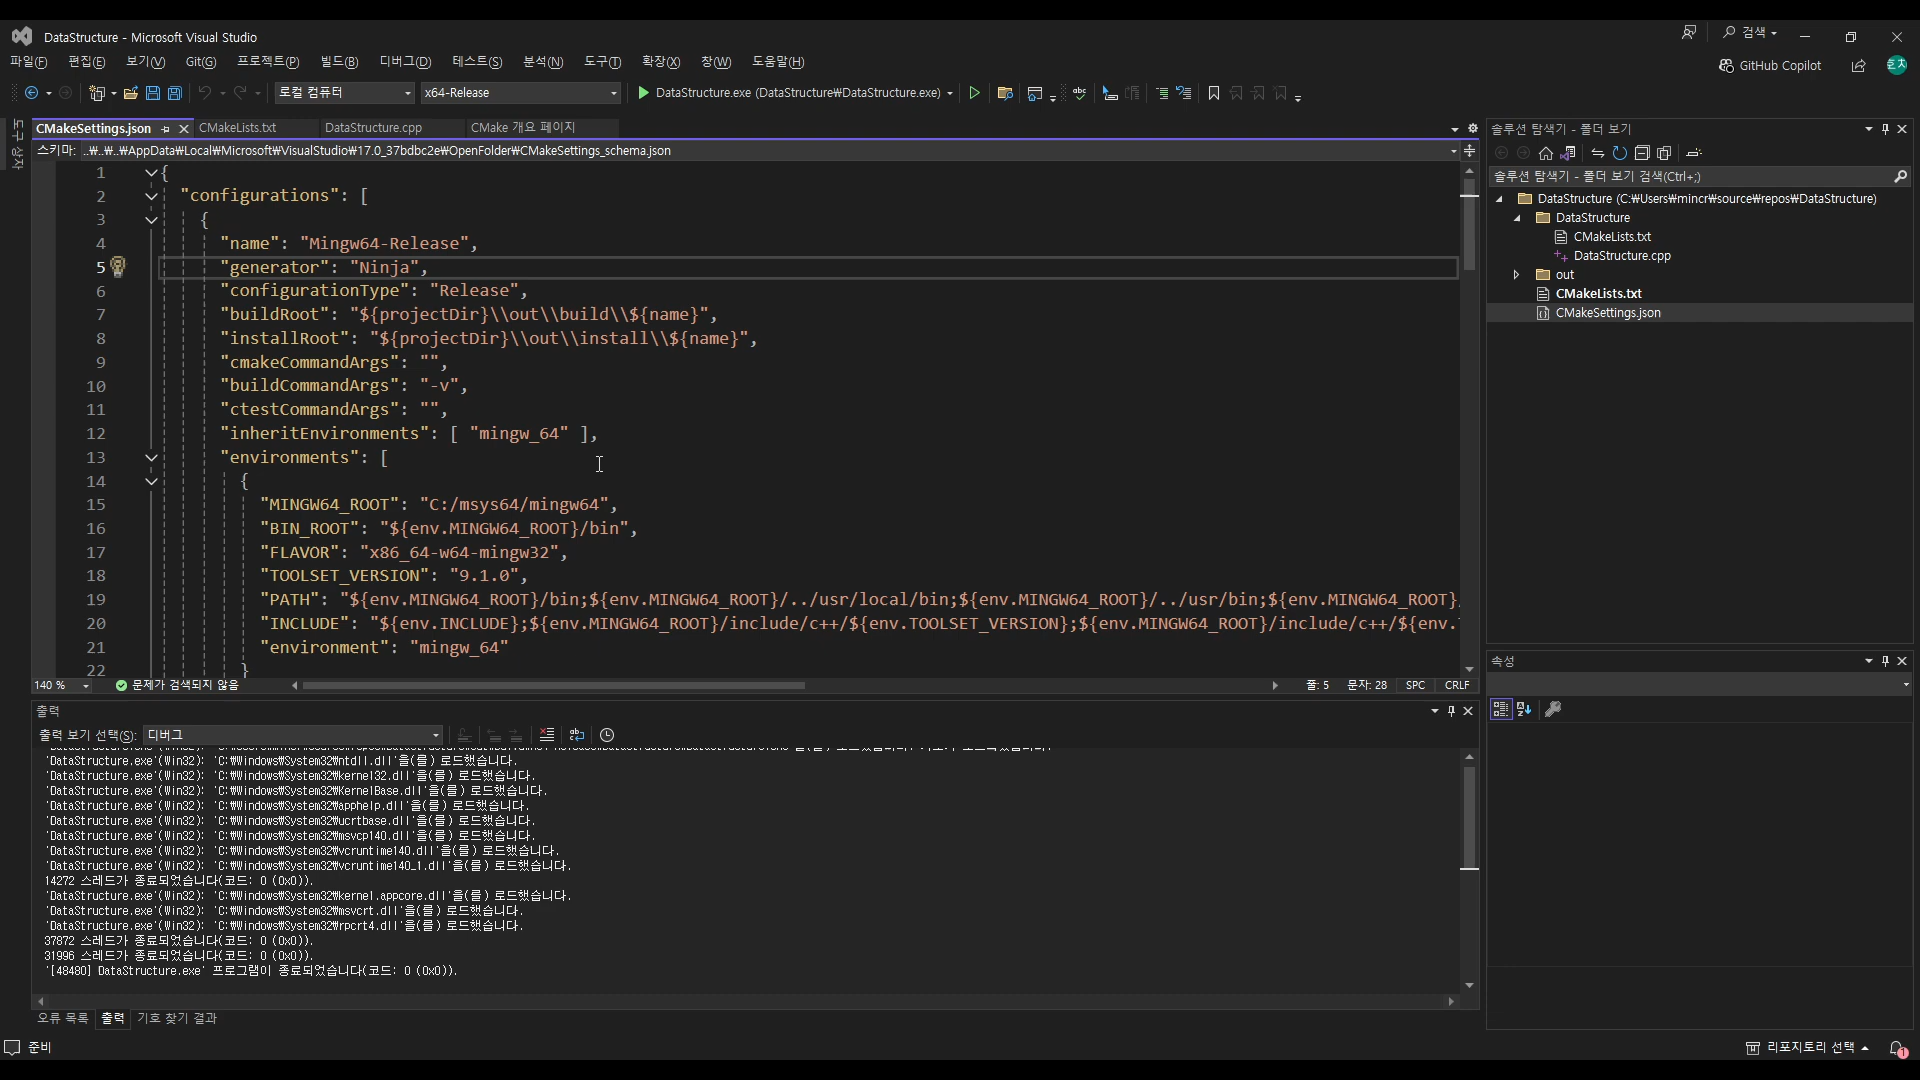 DataStructure - Microsoft Visual Studio
검색
파일(F) 편집(E) 보기(V) Git(G) 프로젝트(P) 빌드(B) 디버그(D) 테스트(S) 분석(N) 도구(T) 확장(X) 창(W) 도움말(H)
GitHub Copilot
로컬 컴퓨터 x64-Release DataStructure.exe (DataStructure₩DataStructure.exe)
도구 상자
CMakeSettings.json CMakeLists.txt DataStructure.cpp CMake 개요 페이지
스키마: ..₩..₩..₩AppData₩Local₩Microsoft₩VisualStudio₩17.0_37bdbc2e₩OpenFolder₩CMakeSettings_schema.json
1 {
2 "configurations": [
3 {
4 "name": "Mingw64-Release",
5 "generator": "Ninja",
6 "configurationType": "Release",
7 "buildRoot": "${projectDir}\\out\\build\\${name}",
8 "installRoot": "${projectDir}\\out\\install\\${name}",
9 "cmakeCommandArgs": "",
10 "buildCommandArgs": "-v",
11 "ctestCommandArgs": "",
12 "inheritEnvironments": [ "mingw_64" ],
13 "environments": [
14 {
15 "MINGW64_ROOT": "C:/msys64/mingw64",
16 "BIN_ROOT": "${env.MINGW64_ROOT}/bin",
17 "FLAVOR": "x86_64-w64-mingw32",
18 "TOOLSET_VERSION": "9.1.0",
19 "PATH": "${env.MINGW64_ROOT}/bin;${env.MINGW64_ROOT}/../usr/local/bin;${env.MINGW64_ROOT}/../usr/bin;${env.MINGW64_ROOT}
20 "INCLUDE": "${env.INCLUDE};${env.MINGW64_ROOT}/include/c++/${env.TOOLSET_VERSION};${env.MINGW64_ROOT}/include/c++/${env.
21 "environment": "mingw_64"
22 }
140 % 문제가 검색되지 않음 줄: 5 문자: 28 SPC CRLF
출력
출력 보기 선택(S): 디버그
'DataStructure.exe'(Win32): 'C:₩Windows₩System32₩ntdll.dll'을(를) 로드했습니다.
'DataStructure.exe'(Win32): 'C:₩Windows₩System32₩kernel32.dll'을(를) 로드했습니다.
'DataStructure.exe'(Win32): 'C:₩Windows₩System32₩KernelBase.dll'을(를) 로드했습니다.
'DataStructure.exe'(Win32): 'C:₩Windows₩System32₩apphelp.dll'을(를) 로드했습니다.
'DataStructure.exe'(Win32): 'C:₩Windows₩System32₩ucrtbase.dll'을(를) 로드했습니다.
'DataStructure.exe'(Win32): 'C:₩Windows₩System32₩msvcp140.dll'을(를) 로드했습니다.
'DataStructure.exe'(Win32): 'C:₩Windows₩System32₩vcruntime140.dll'을(를) 로드했습니다.
'DataStructure.exe'(Win32): 'C:₩Windows₩System32₩vcruntime140_1.dll'을(를) 로드했습니다.
14272 스레드가 종료되었습니다(코드: 0 (0x0)).
'DataStructure.exe'(Win32): 'C:₩Windows₩System32₩kernel.appcore.dll'을(를) 로드했습니다.
'DataStructure.exe'(Win32): 'C:₩Windows₩System32₩msvcrt.dll'을(를) 로드했습니다.
'DataStructure.exe'(Win32): 'C:₩Windows₩System32₩rpcrt4.dll'을(를) 로드했습니다.
37872 스레드가 종료되었습니다(코드: 0 (0x0)).
31996 스레드가 종료되었습니다(코드: 0 (0x0)).
'[48480] DataStructure.exe' 프로그램이 종료되었습니다(코드: 0 (0x0)).
오류 목록 출력 기호 찾기 결과
솔루션 탐색기 - 폴더 보기
솔루션 탐색기 - 폴더 보기 검색(Ctrl+;)
DataStructure (C:₩Users₩mincr₩source₩repos₩DataStructure)
DataStructure
CMakeLists.txt
DataStructure.cpp
out
CMakeLists.txt
CMakeSettings.json
속성
준비
리포지토리 선택
1